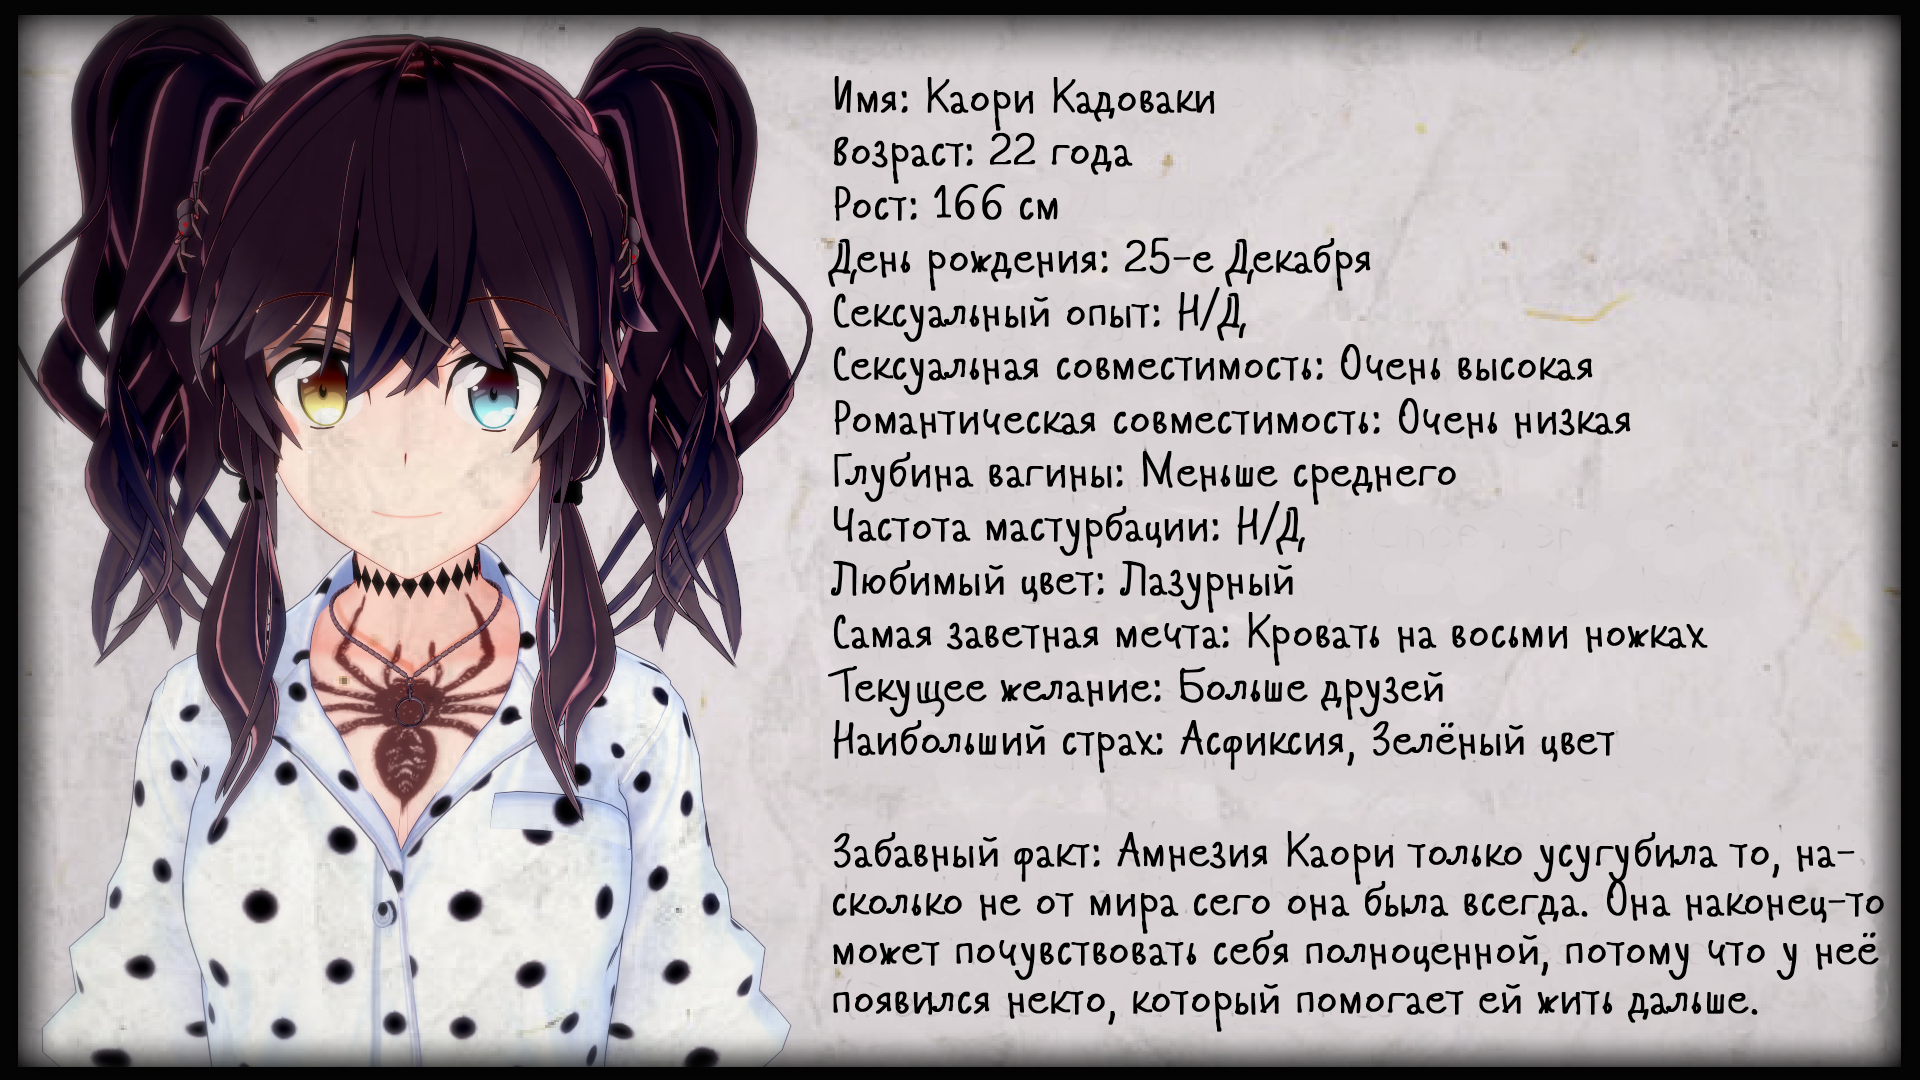 Имя: Каори Кадоваки
возраст: 22 года
Рост: 166 см
День рождения: 25-е Декабря
Сексуальный опыт: Н/Д
Сексуальная совместимость: Очень высокая
Романтическая совместимость: Очень низкая
Глубина вагины: Меньше среднего
Частота мастурбации: Н/Д
Любимый цвет: Лазурный
Самая заветная мечта: Кровать на восьми ножках
Текущее желание: Больше друзей
Наибольший страх: Асфиксия, Зелёный цвет
Забавный факт: Амнезия Каори только усугубила то, на-
сколько не от мира сего она была всегда. Она наконец-то
может почувствовать себя полноценной, потому что у неё
появился некто, который помогает ей жить дальше.